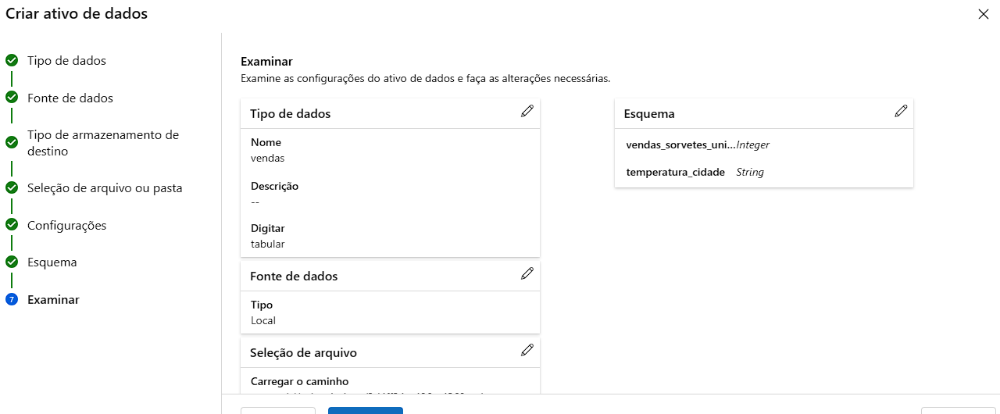 Criar ativo de dados
Tipo de dados
Fonte de dados
Tipo de armazenamento de
destino
Seleção de arquivo ou pasta
Configurações
Esquema
7 Examinar
Examinar
Examine as configurações do ativo de dados e faça as alterações necessárias.
Tipo de dados
Nome
vendas
Descrição
--
Digitar
tabular
Fonte de dados
Tipo
Local
Seleção de arquivo
Carregar o caminho
Esquema
vendas_sorvetes_uni... Integer
temperatura_cidade String